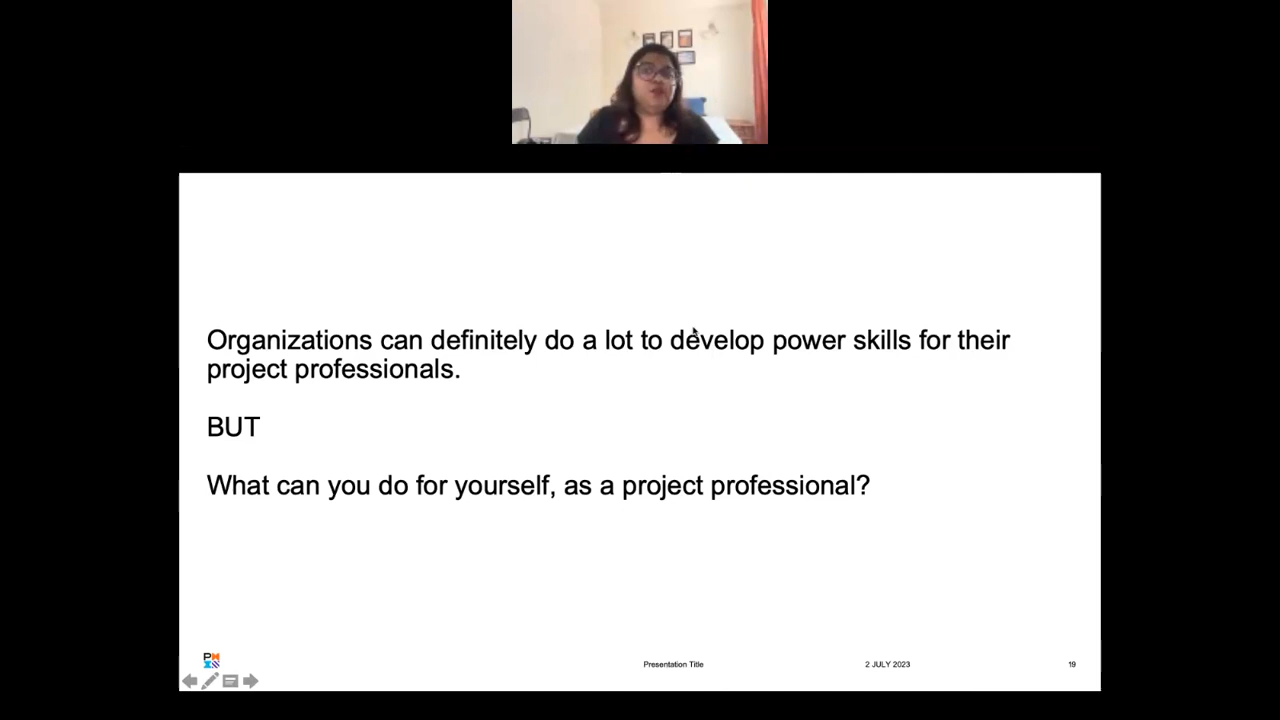 Organizations can definitely do a lot to develop power skills for their
project professionals.
BUT
What can you do for yourself, as a project professional?
Presentation Title
2 JULY 2023
19